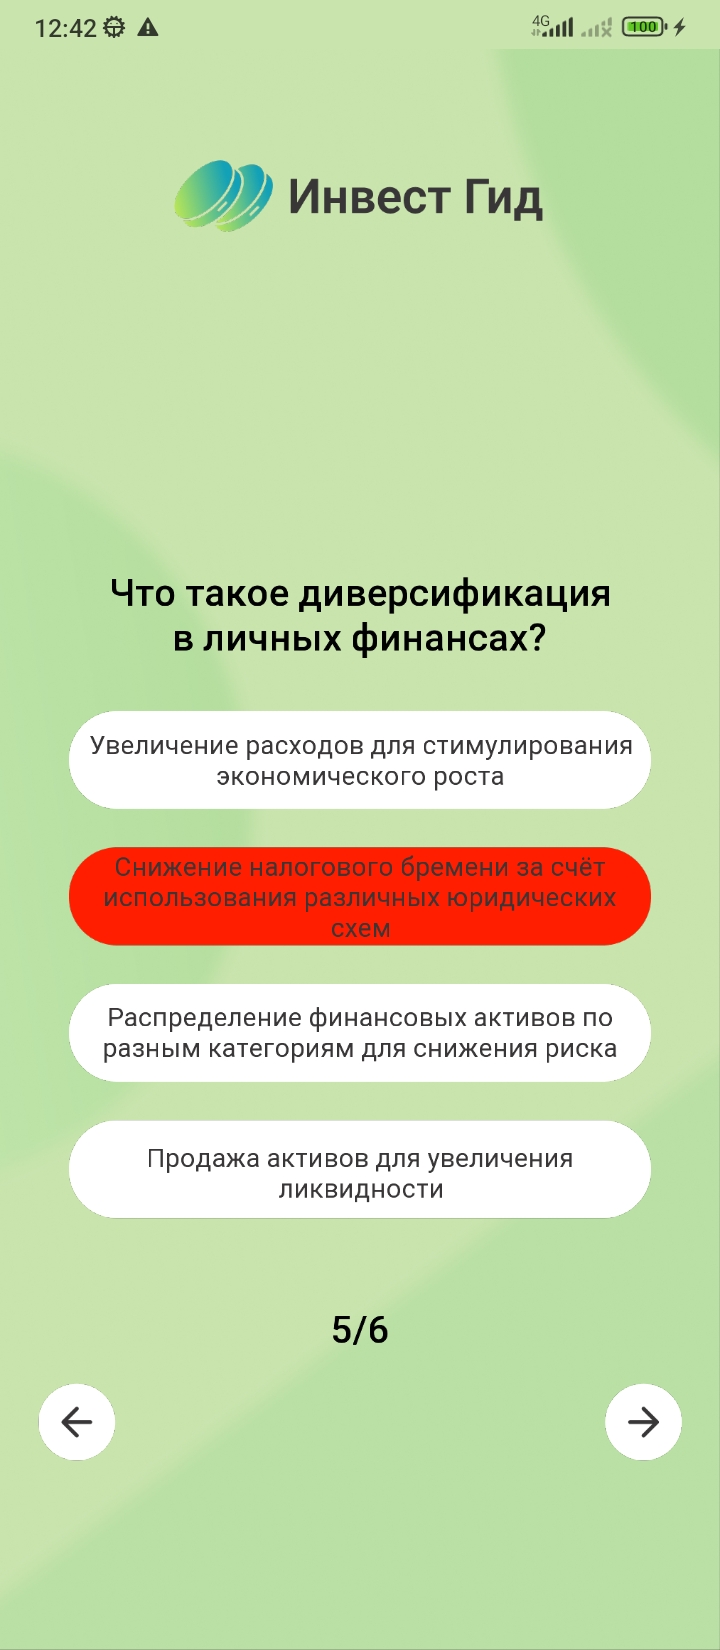 12:42
4G
100
Инвест Гид
Что такое диверсификация
в личных финансах?
Увеличение расходов для стимулирования
экономического роста
Снижение налогового бремени за счёт
использования различных юридических
схем
Распределение финансовых активов по
разным категориям для снижения риска
Продажа активов для увеличения
ликвидности
5/6